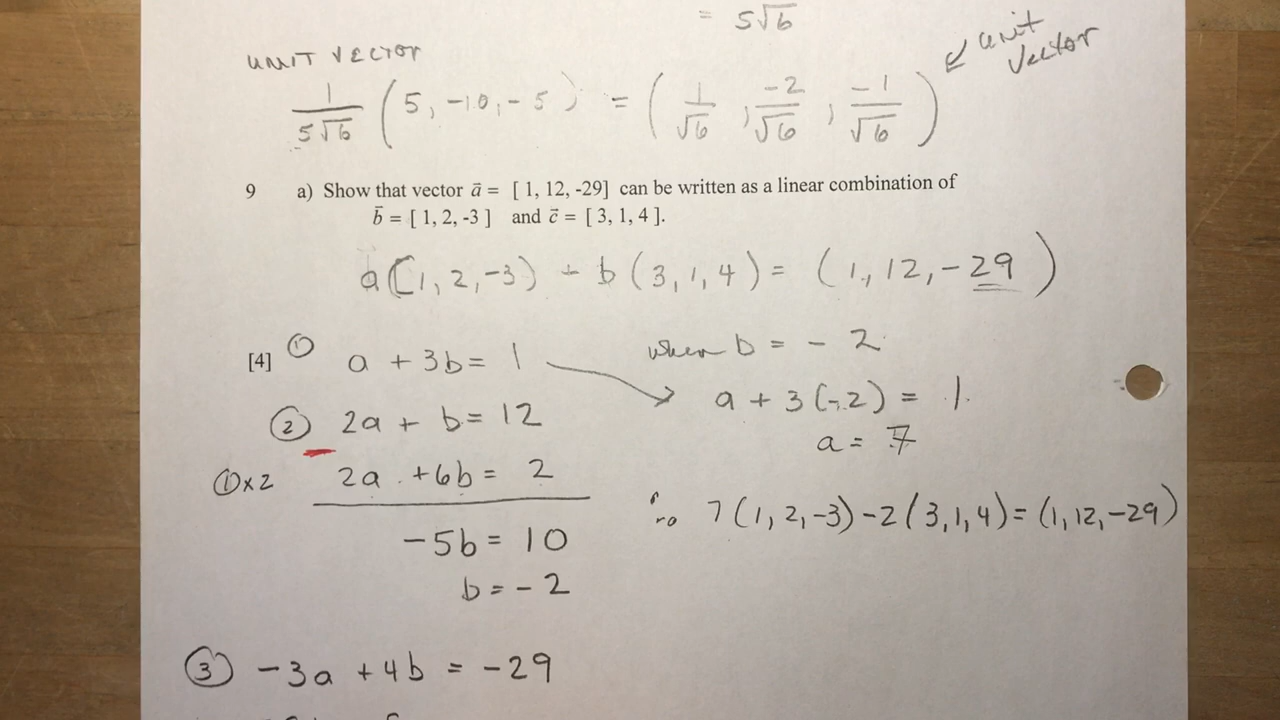 = 5√6
UNIT VECTOR
unit vector
1/(5√6) (5, -10, -5) = (1/√6, -2/√6, -1/√6)
9 a) Show that vector a⃗ = [ 1, 12, -29] can be written as a linear combination of
b⃗ = [ 1, 2, -3 ] and c⃗ = [ 3, 1, 4 ].
a(1, 2, -3) + b(3, 1, 4) = (1, 12, -29)
[4] ① a + 3b = 1
② 2a + b = 12
①x2 2a + 6b = 2
-5b = 10
b = -2
when b = -2
a + 3(-2) = 1.
a = 7
∴ 7(1, 2, -3) - 2(3, 1, 4) = (1, 12, -29)
③ -3a + 4b = -29